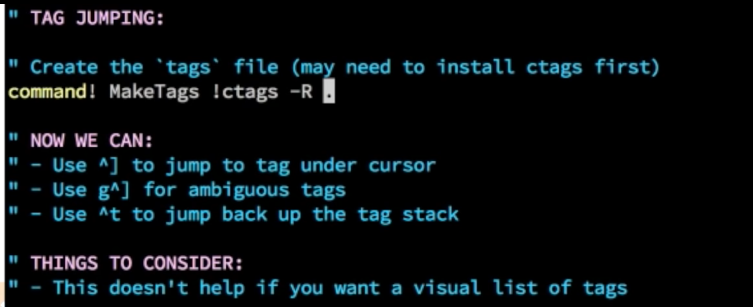 " TAG JUMPING:
" Create the `tags` file (may need to install ctags first)
command! MakeTags !ctags -R .
" NOW WE CAN:
" - Use ^] to jump to tag under cursor
" - Use g^] for ambiguous tags
" - Use ^t to jump back up the tag stack
" THINGS TO CONSIDER:
" - This doesn't help if you want a visual list of tags